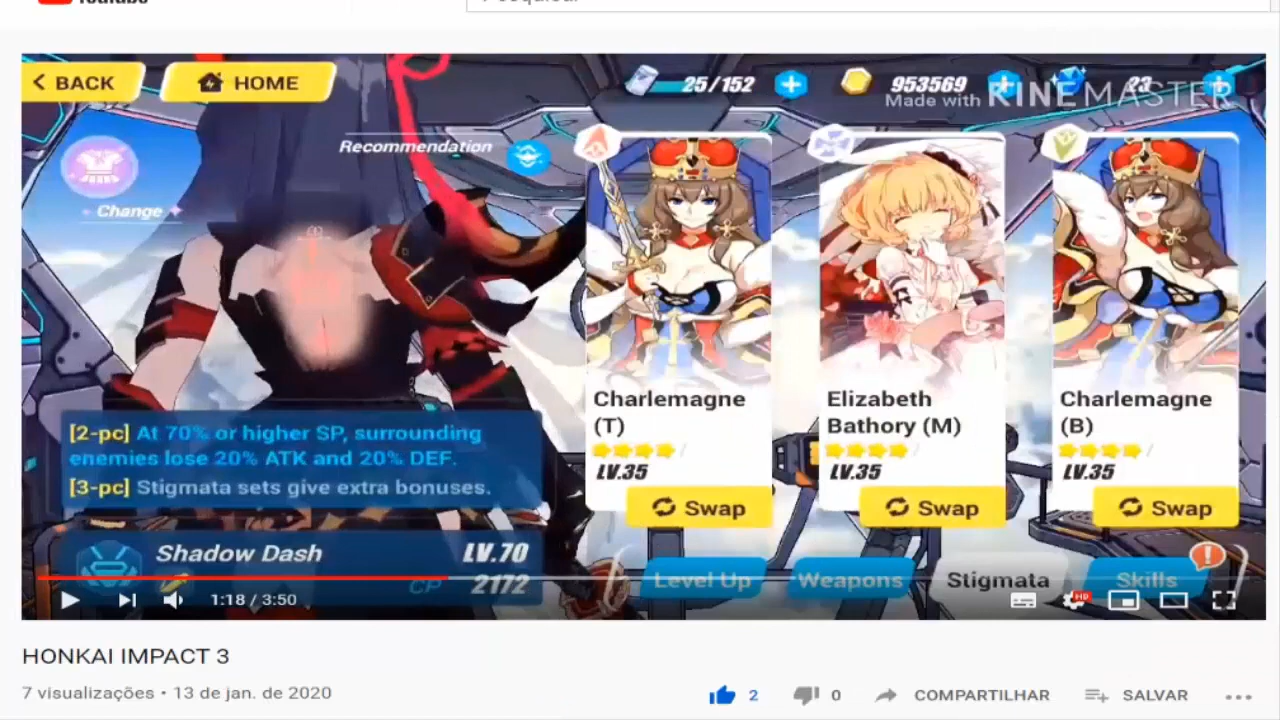 BACK
HOME
25/152
953569
23
Made with KINEMASTER
Recommendation
Change
Charlemagne
(T)
LV.35
Swap
Elizabeth
Bathory (M)
LV.35
Swap
Charlemagne
(B)
LV.35
Swap
[2-pc] At 70% or higher SP, surrounding
enemies lose 20% ATK and 20% DEF.
[3-pc] Stigmata sets give extra bonuses.
Shadow Dash
LV.70
CP 2172
Level Up
Weapons
Stigmata
Skills
!
1:18 / 3:50
HD
HONKAI IMPACT 3
7 visualizações • 13 de jan. de 2020
2
0
COMPARTILHAR
SALVAR